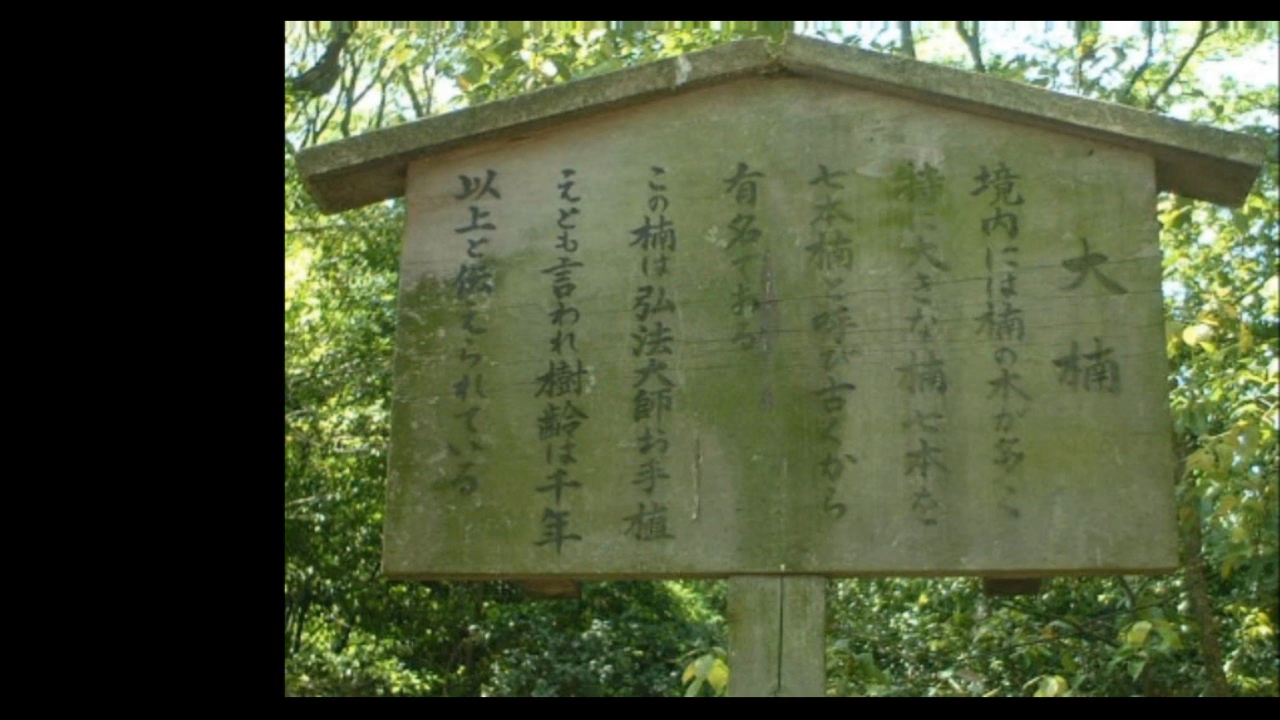 大楠
境内には楠の木が多く
特に大きな楠七本を
七本楠と呼び古くから
有名である
この楠は弘法大師お手植
えとも言われ樹齢は千年
以上と伝えられている